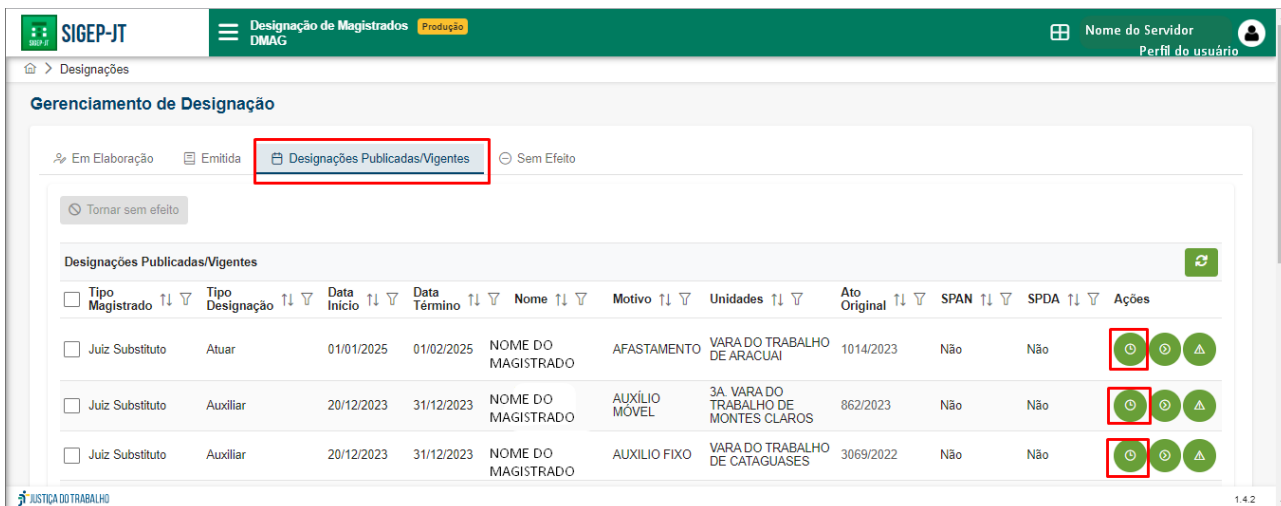 SIGEP-JT
SIGEP-JT
Designação de Magistrados Produção
DMAG
Nome do Servidor
Perfil do usuário
Designações
Gerenciamento de Designação
Em Elaboração Emitida Designações Publicadas/Vigentes Sem Efeito
Tornar sem efeito
Designações Publicadas/Vigentes
Tipo Magistrado Tipo Designação Data Início Data Término Nome Motivo Unidades Ato Original SPAN SPDA Ações
Juiz Substituto Atuar 01/01/2025 01/02/2025 NOME DO MAGISTRADO AFASTAMENTO VARA DO TRABALHO DE ARACUAI 1014/2023 Não Não
Juiz Substituto Auxiliar 20/12/2023 31/12/2023 NOME DO MAGISTRADO AUXÍLIO MÓVEL 3A. VARA DO TRABALHO DE MONTES CLAROS 862/2023 Não Não
Juiz Substituto Auxiliar 20/12/2023 31/12/2023 NOME DO MAGISTRADO AUXILIO FIXO VARA DO TRABALHO DE CATAGUASES 3069/2022 Não Não
JUSTIÇA DO TRABALHO 1.4.2